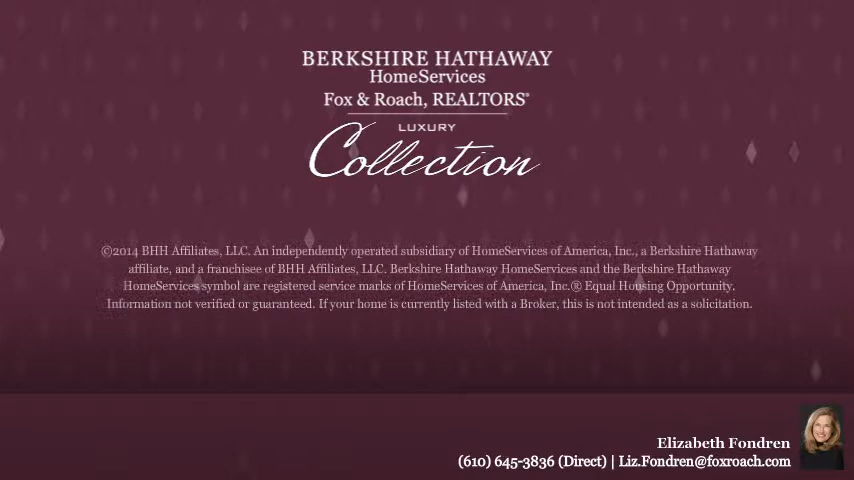 BERKSHIRE HATHAWAY
HomeServices
Fox & Roach, REALTORS®
LUXURY
Collection
©2014 BHH Affiliates, LLC. An independently operated subsidiary of HomeServices of America, Inc., a Berkshire Hathaway
affiliate, and a franchisee of BHH Affiliates, LLC. Berkshire Hathaway HomeServices and the Berkshire Hathaway
HomeServices symbol are registered service marks of HomeServices of America, Inc.® Equal Housing Opportunity.
Information not verified or guaranteed. If your home is currently listed with a Broker, this is not intended as a solicitation.
Elizabeth Fondren
(610) 645-3836 (Direct) | Liz.Fondren@foxroach.com